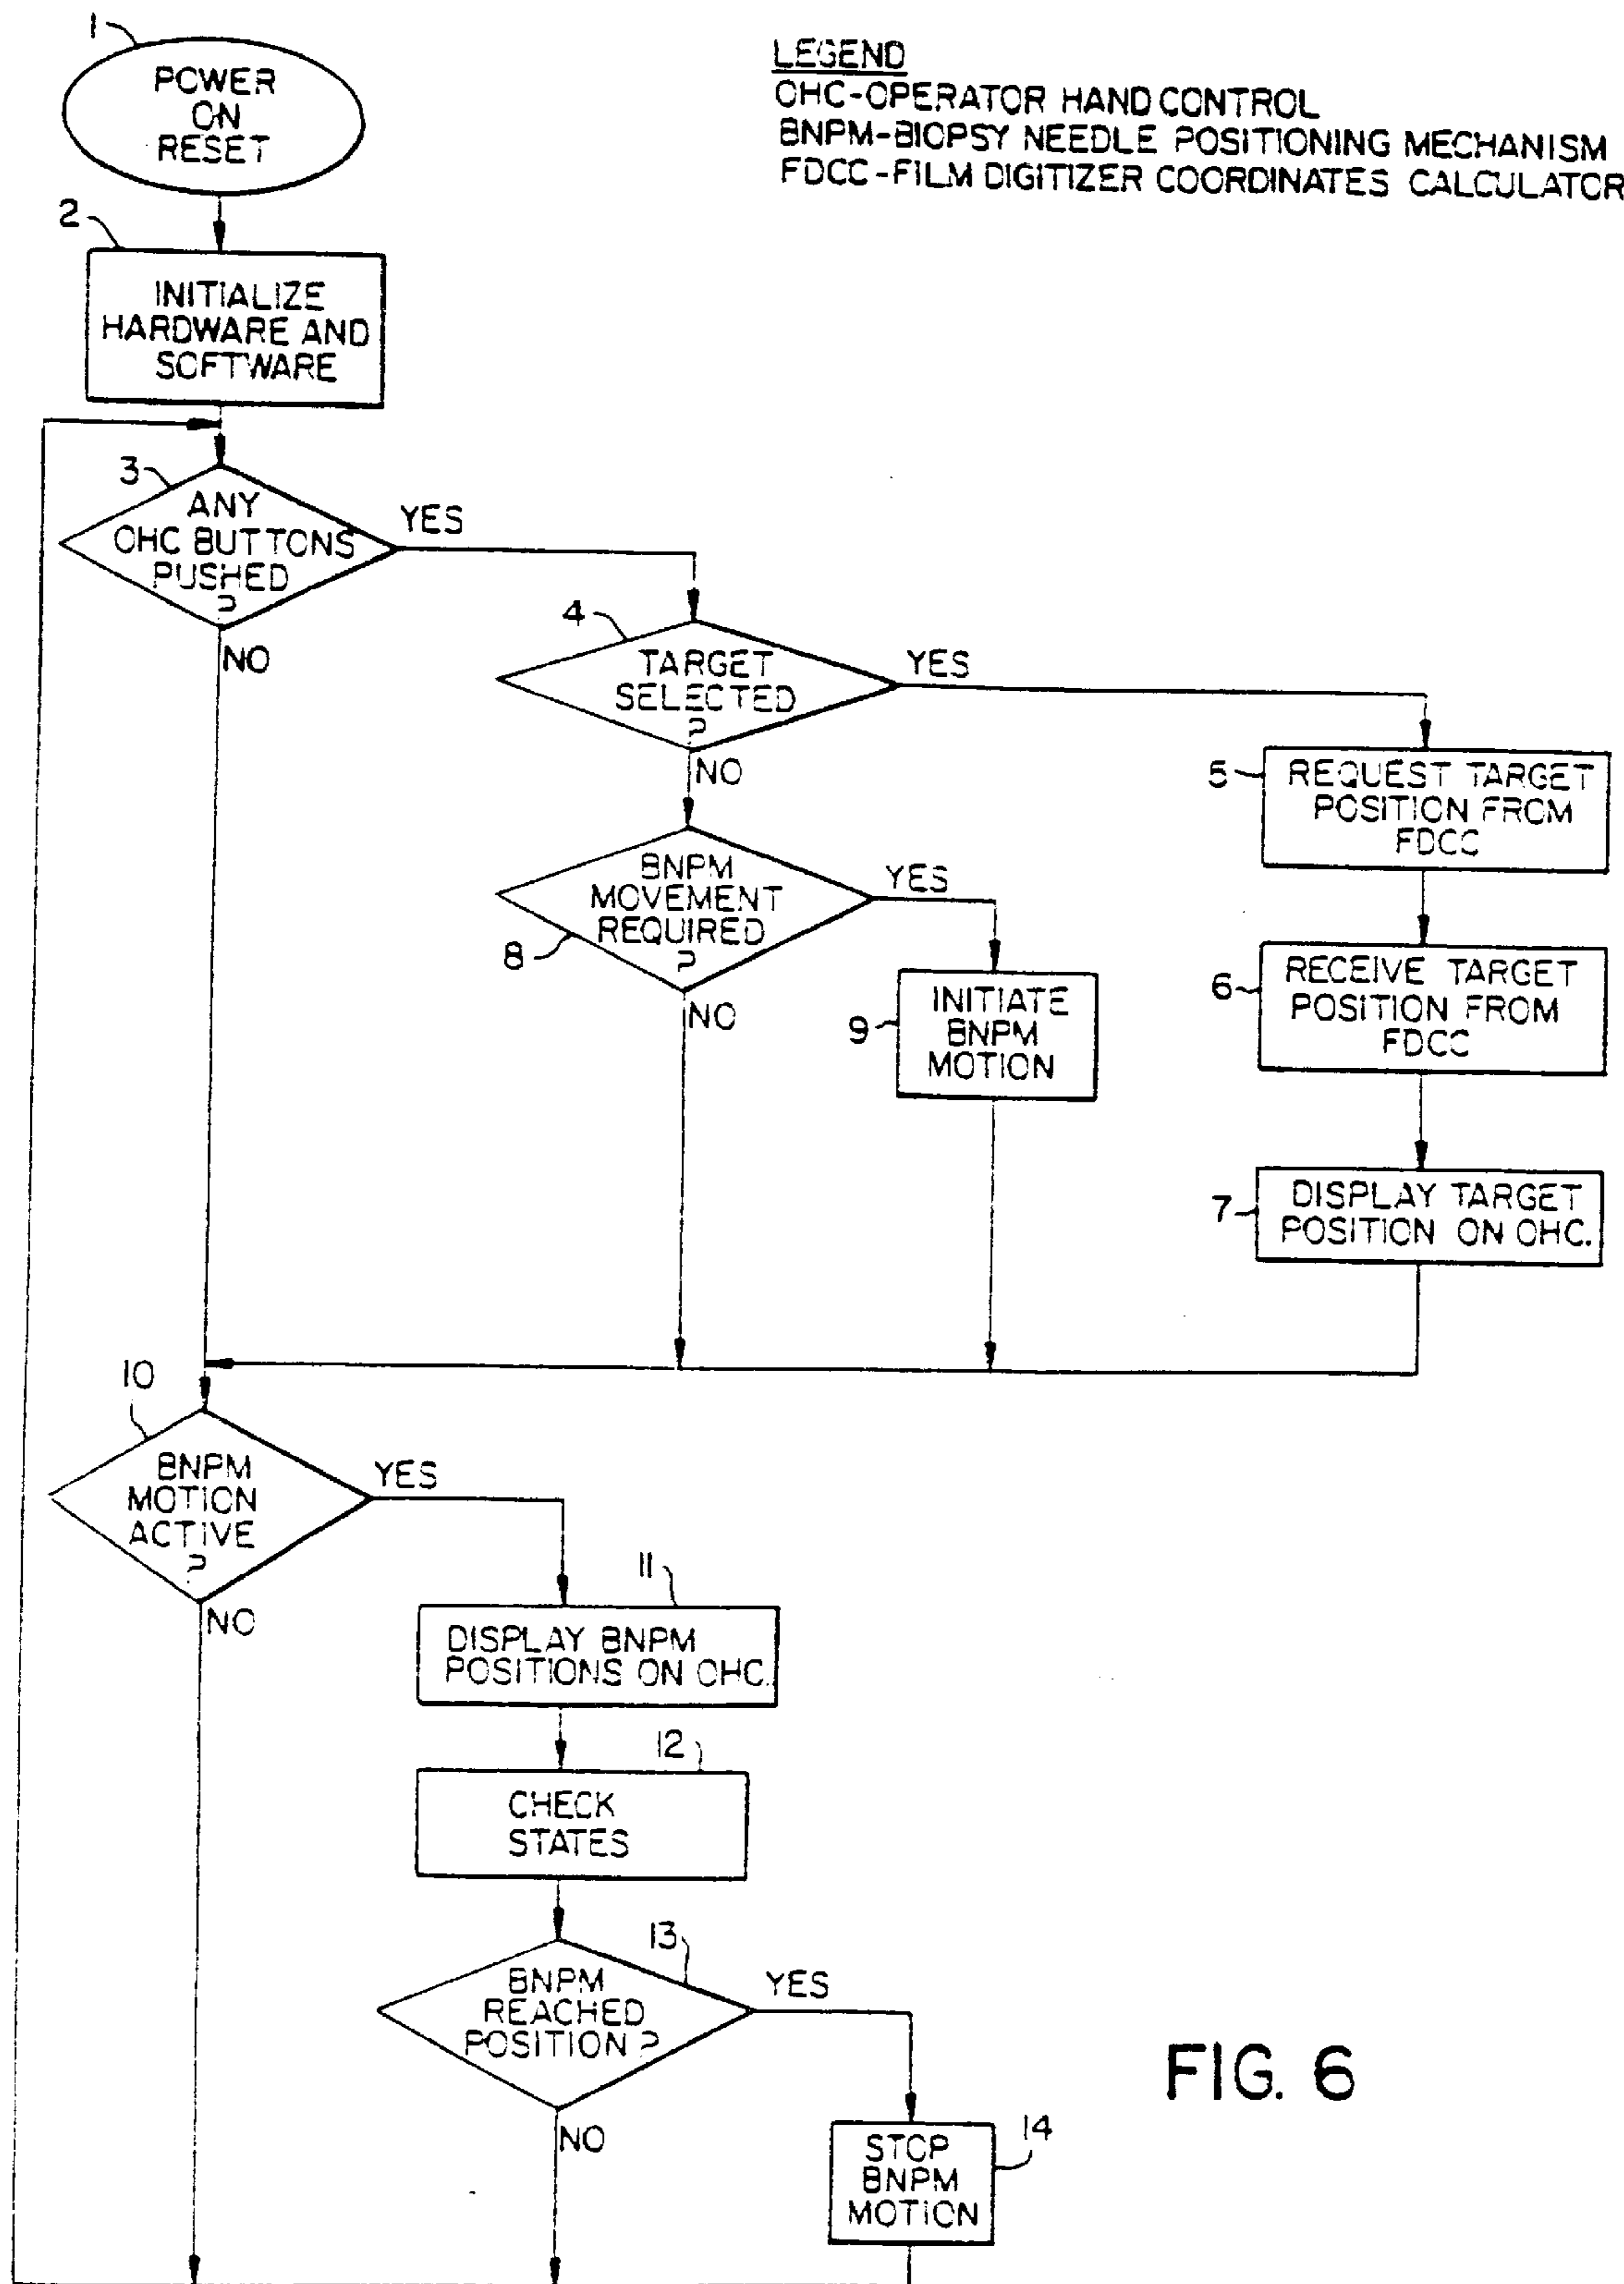 1
POWER
ON
RESET
LEGEND
OHC-OPERATOR HAND CONTROL
BNPM-BIOPSY NEEDLE POSITIONING MECHANISM
FDCC-FILM DIGITIZER COORDINATES CALCULATOR
2
INITIALIZE
HARDWARE AND
SOFTWARE
3
ANY
OHC BUTTONS
PUSHED
?
YES
NO
4
TARGET
SELECTED
?
YES
NO
5
REQUEST TARGET
POSITION FROM
FDCC
8
BNPM
MOVEMENT
REQUIRED
?
YES
NO
9
INITIATE
BNPM
MOTION
6
RECEIVE TARGET
POSITION FROM
FDCC
7
DISPLAY TARGET
POSITION ON OHC.
10
BNPM
MOTION
ACTIVE
?
YES
NO
11
DISPLAY BNPM
POSITIONS ON OHC.
12
CHECK
STATES
13
BNPM
REACHED
POSITION ?
YES
NO
14
STOP
BNPM
MOTION
FIG. 6